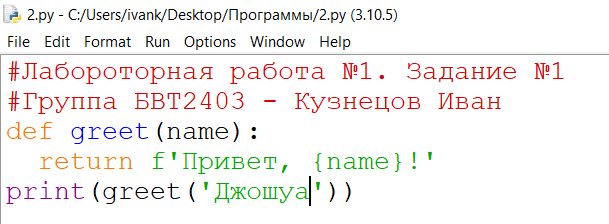 2.py - C:/Users/ivank/Desktop/Программы/2.py (3.10.5)
File Edit Format Run Options Window Help
#Лабороторная работа №1. Задание №1
#Группа БВТ2403 - Кузнецов Иван
def greet(name):
  return f'Привет, {name}!'
print(greet('Джошуа'))